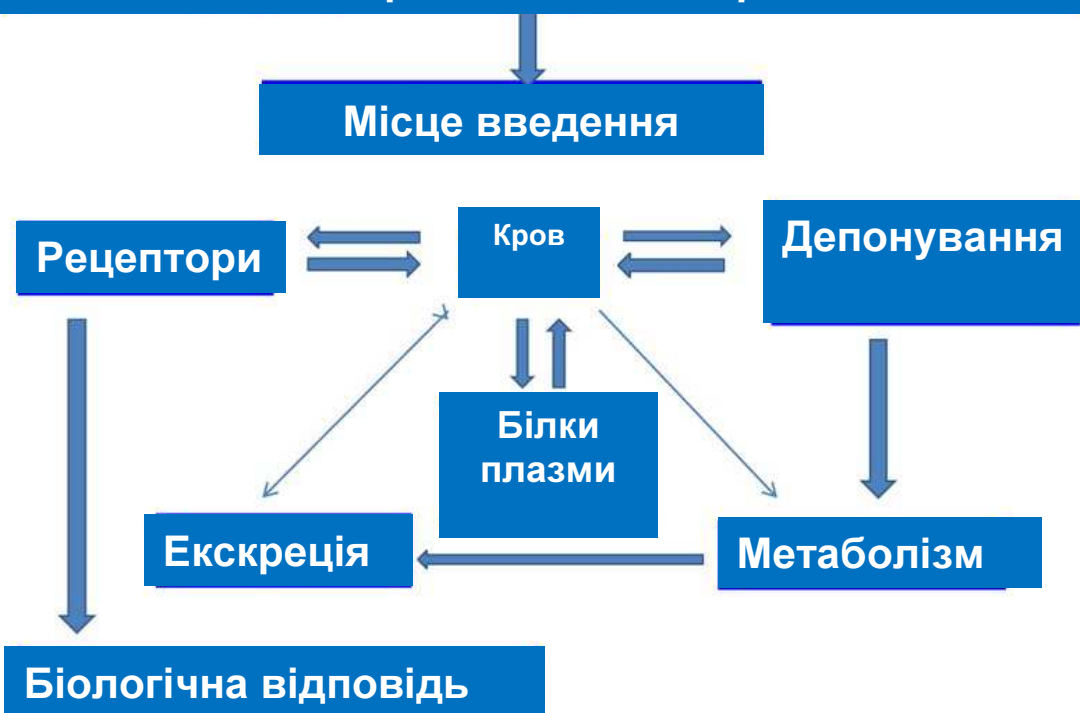 Місце введення
Рецептори
Кров
Депонування
Білки
плазми
Екскреція
Метаболізм
Біологічна відповідь